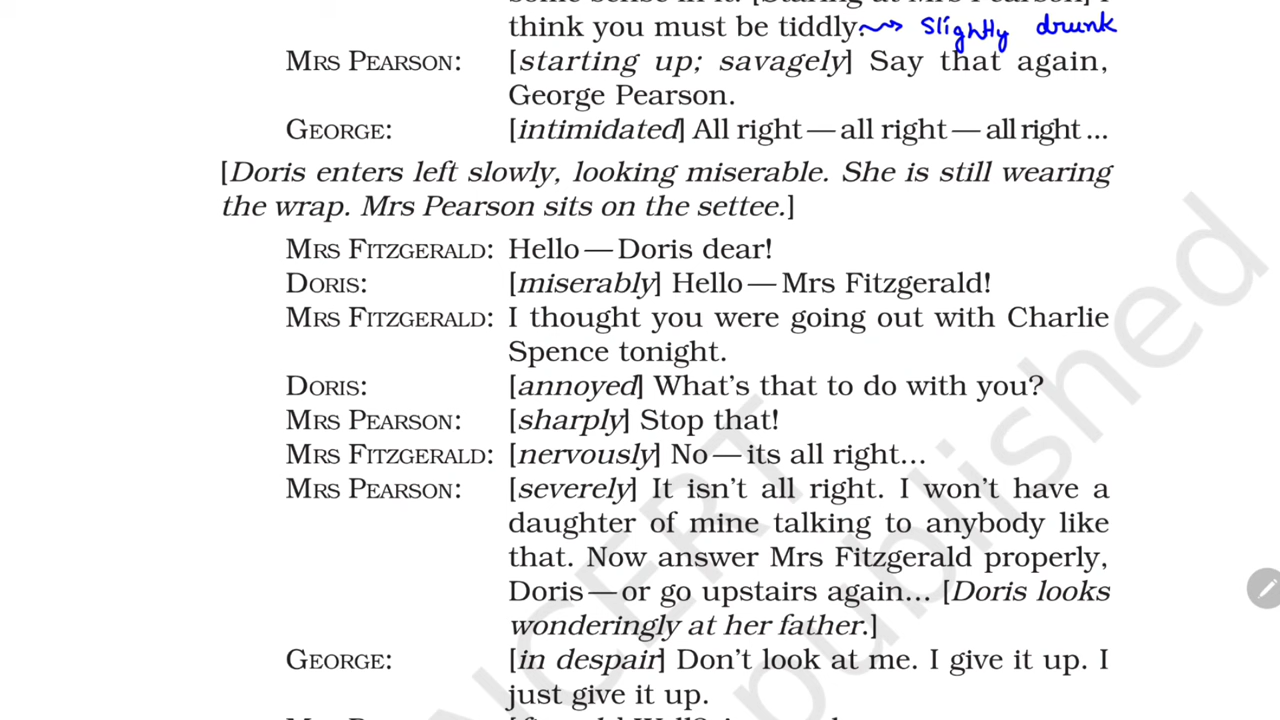 think you must be tiddly. slightly drunk
MRS PEARSON: [starting up; savagely] Say that again,
George Pearson.
GEORGE: [intimidated] All right—all right—all right ...
[Doris enters left slowly, looking miserable. She is still wearing
the wrap. Mrs Pearson sits on the settee.]
MRS FITZGERALD: Hello—Doris dear!
DORIS: [miserably] Hello—Mrs Fitzgerald!
MRS FITZGERALD: I thought you were going out with Charlie
Spence tonight.
DORIS: [annoyed] What's that to do with you?
MRS PEARSON: [sharply] Stop that!
MRS FITZGERALD: [nervously] No—its all right...
MRS PEARSON: [severely] It isn't all right. I won't have a
daughter of mine talking to anybody like
that. Now answer Mrs Fitzgerald properly,
Doris—or go upstairs again... [Doris looks
wonderingly at her father.]
GEORGE: [in despair] Don't look at me. I give it up. I
just give it up.
NCERT
published